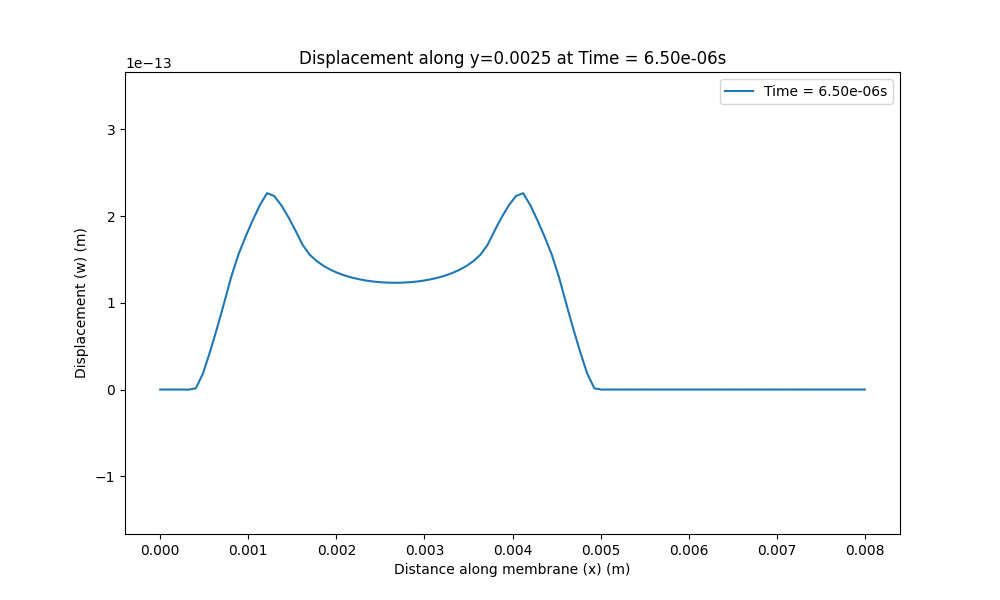 Displacement along y=0.0025 at Time = 6.50e-06s
1e−13
Time = 6.50e-06s
3
2
1
0
−1
Displacement (w) (m)
0.000 0.001 0.002 0.003 0.004 0.005 0.006 0.007 0.008
Distance along membrane (x) (m)